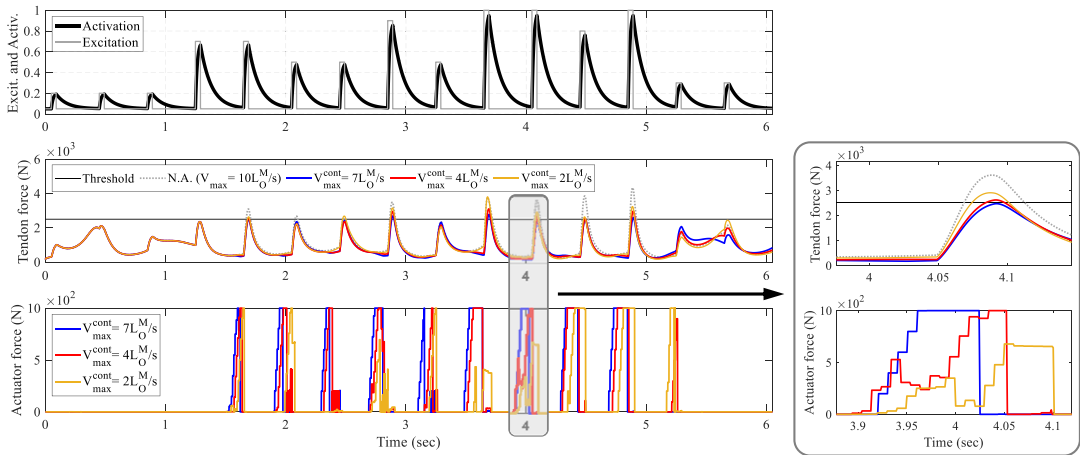 Excit. and Activ.
1
0.8
0.6
0.4
0.2
0
Activation
Excitation
0 1 2 3 4 5 6
×10³
Tendon force (N)
6
4
2
0
Threshold
N.A. (V_max = 10L_O^M/s)
V_max^cont = 7L_O^M/s
V_max^cont = 4L_O^M/s
V_max^cont = 2L_O^M/s
0 1 2 3 4 5 6
×10²
Actuator force (N)
10
5
0
V_max^cont = 7L_O^M/s
V_max^cont = 4L_O^M/s
V_max^cont = 2L_O^M/s
0 1 2 3 4 5 6
Time (sec)
×10³
Tendon force (N)
4
3
2
1
0
4 4.05 4.1
×10²
Actuator force (N)
10
5
0
3.9 3.95 4 4.05 4.1
Time (sec)